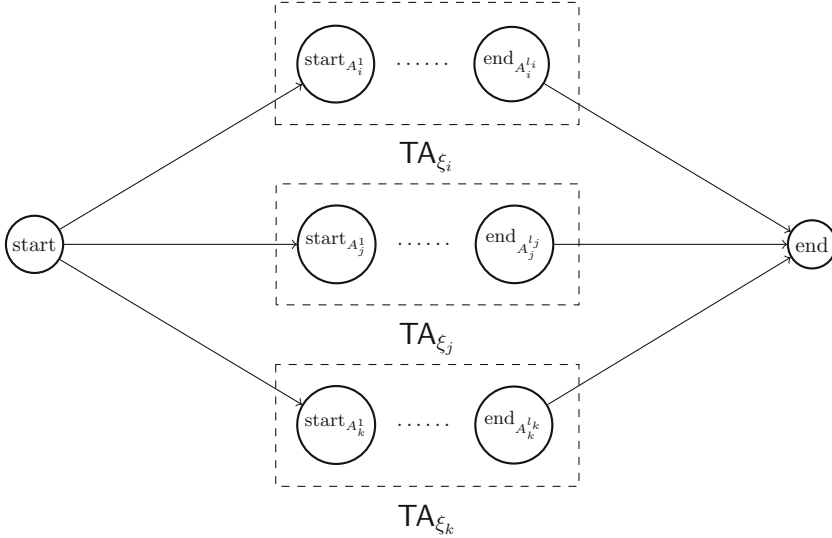 start_{A_i^1} ...... end_{A_i^{l_i}}
TA_{ξ_i}
start start_{A_j^1} ...... end_{A_j^{l_j}} end
TA_{ξ_j}
start_{A_k^1} ...... end_{A_k^{l_k}}
TA_{ξ_k}